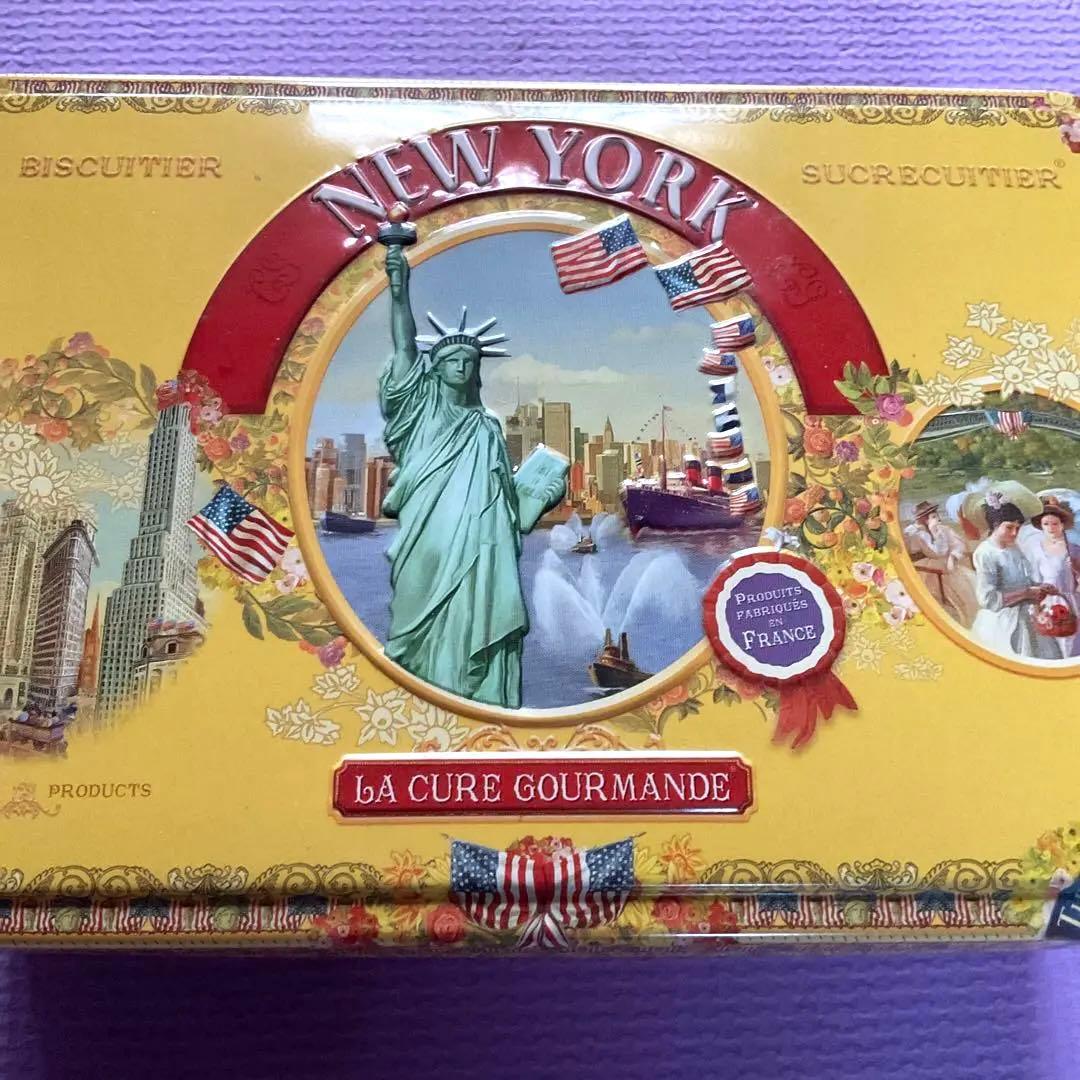 NEW YORK
BISCUITIER
SUCRECUITIER®
PRODUITS
FABRIQUÉS
EN
FRANCE
PRODUCTS
LA CURE GOURMANDE